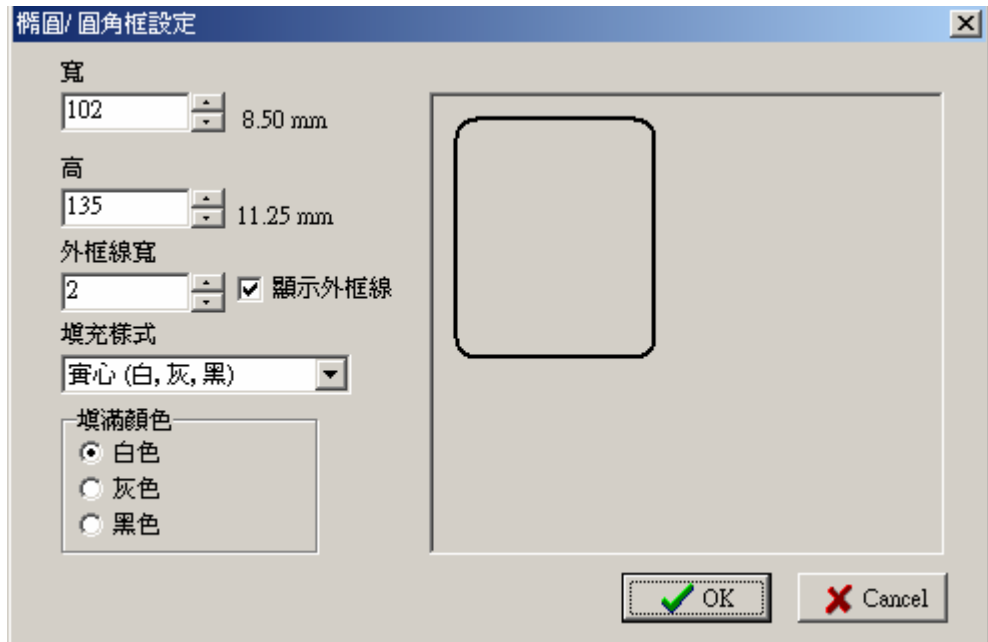 橢圓/ 圓角框設定
寬
102
8.50 mm
高
135
11.25 mm
外框線寬
2
顯示外框線
填充樣式
實心 (白, 灰, 黑)
填滿顏色
白色
灰色
黑色
OK
Cancel